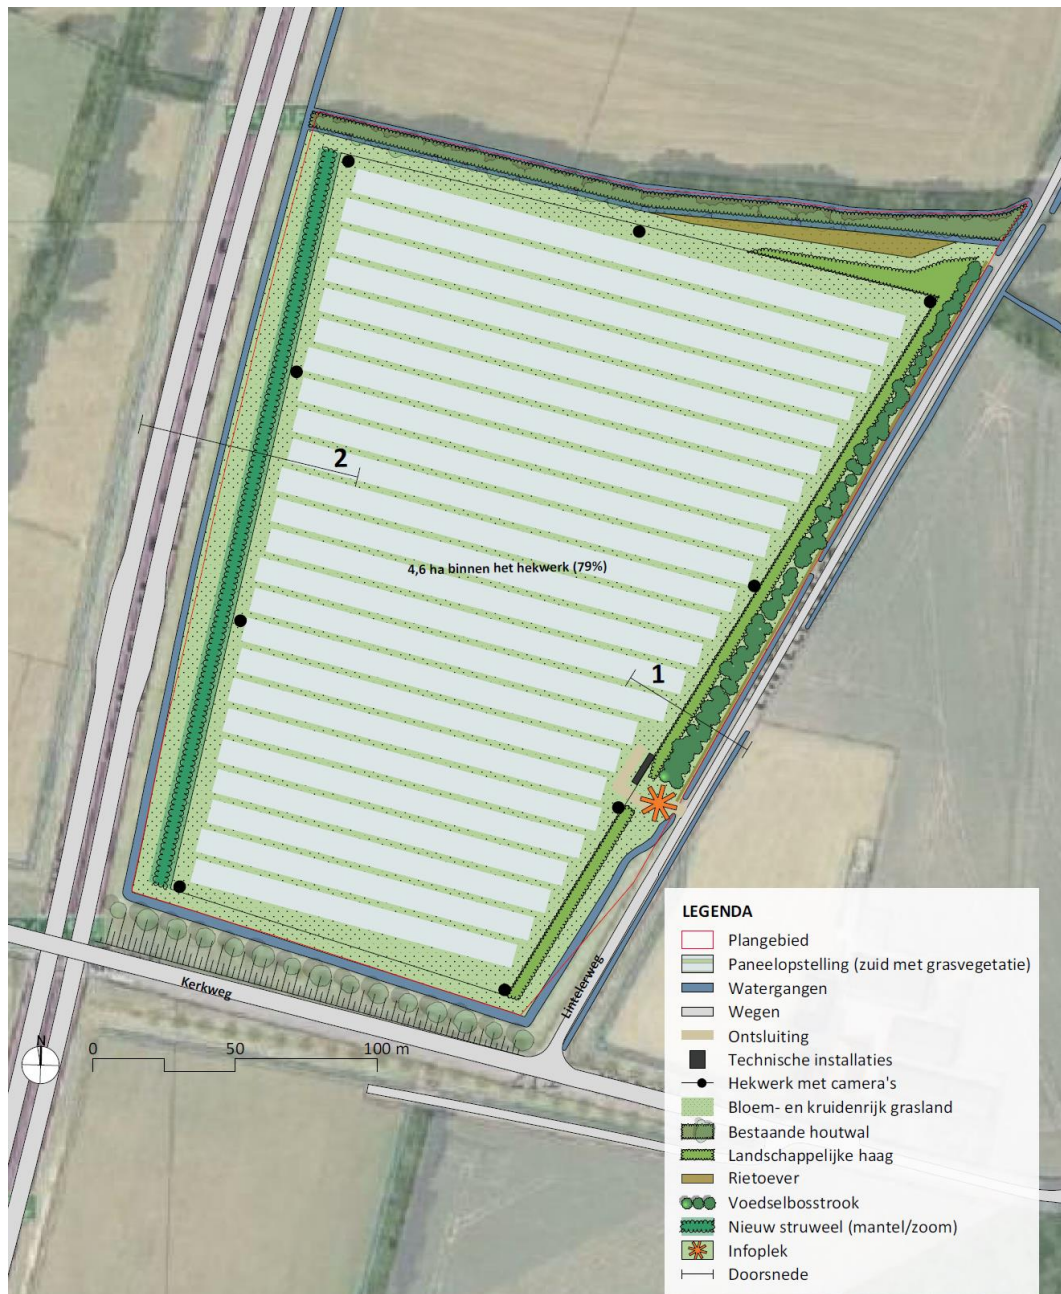 2
4,6 ha binnen het hekwerk (79%)
1
Kerkweg
Lintelerweg
N
0 50 100 m
LEGENDA
Plangebied
Paneelopstelling (zuid met grasvegetatie)
Watergangen
Wegen
Ontsluiting
Technische installaties
Hekwerk met camera's
Bloem- en kruidenrijk grasland
Bestaande houtwal
Landschappelijke haag
Rietoever
Voedselbosstrook
Nieuw struweel (mantel/zoom)
Infoplek
Doorsnede